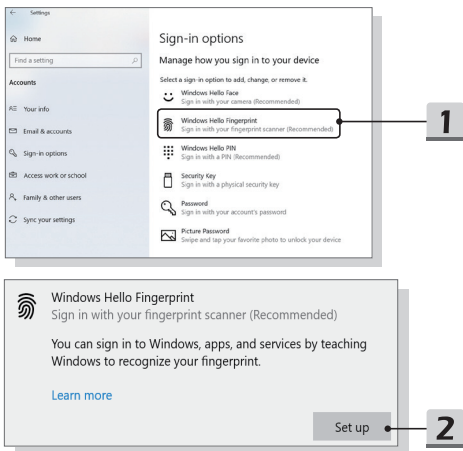 Settings
Home
Find a setting
Accounts
Your info
Email & accounts
Sign-in options
Access work or school
Family & other users
Sync your settings
Sign-in options
Manage how you sign in to your device
Select a sign-in option to add, change, or remove it.
Windows Hello Face
Sign in with your camera (Recommended)
Windows Hello Fingerprint
Sign in with your fingerprint scanner (Recommended)
Windows Hello PIN
Sign in with a PIN (Recommended)
Security Key
Sign in with a physical security key
Password
Sign in with your account's password
Picture Password
Swipe and tap your favorite photo to unlock your device
1
Windows Hello Fingerprint
Sign in with your fingerprint scanner (Recommended)
You can sign in to Windows, apps, and services by teaching
Windows to recognize your fingerprint.
Learn more
Set up
2